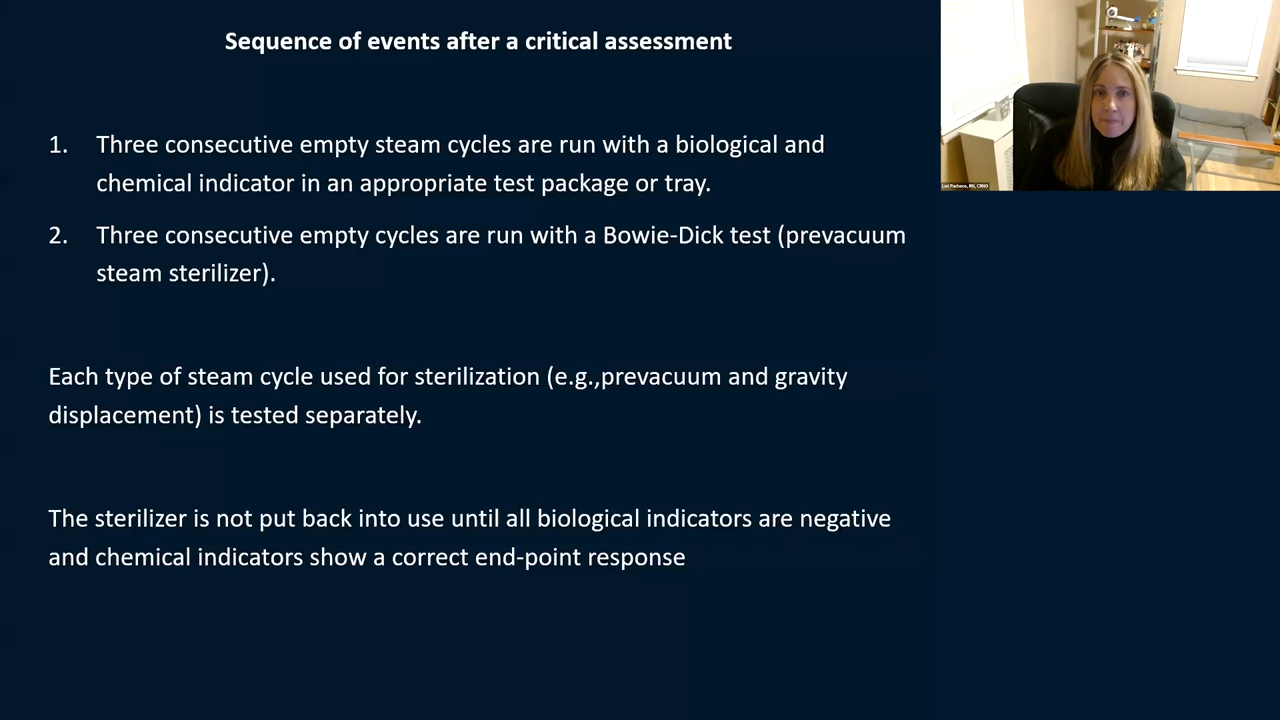 Sequence of events after a critical assessment
1. Three consecutive empty steam cycles are run with a biological and
chemical indicator in an appropriate test package or tray.
2. Three consecutive empty cycles are run with a Bowie-Dick test (prevacuum
steam sterilizer).
Each type of steam cycle used for sterilization (e.g.,prevacuum and gravity
displacement) is tested separately.
The sterilizer is not put back into use until all biological indicators are negative
and chemical indicators show a correct end-point response
Lori Pacheco, RN, CRNO